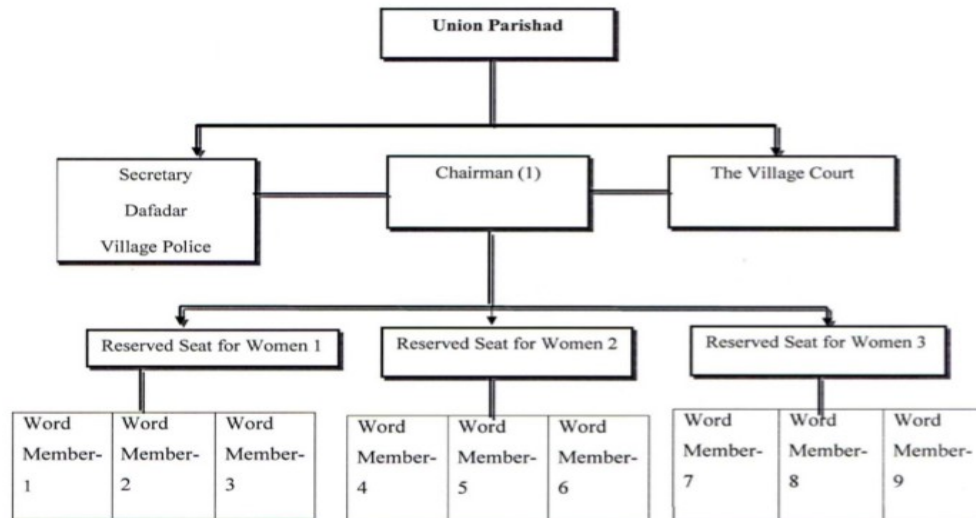 Union Parishad
Secretary
Dafadar
Village Police
Chairman (1)
The Village Court
Reserved Seat for Women 1
Reserved Seat for Women 2
Reserved Seat for Women 3
Word
Member-
1
Word
Member-
2
Word
Member-
3
Word
Member-
4
Word
Member-
5
Word
Member-
6
Word
Member-
7
Word
Member-
8
Word
Member-
9